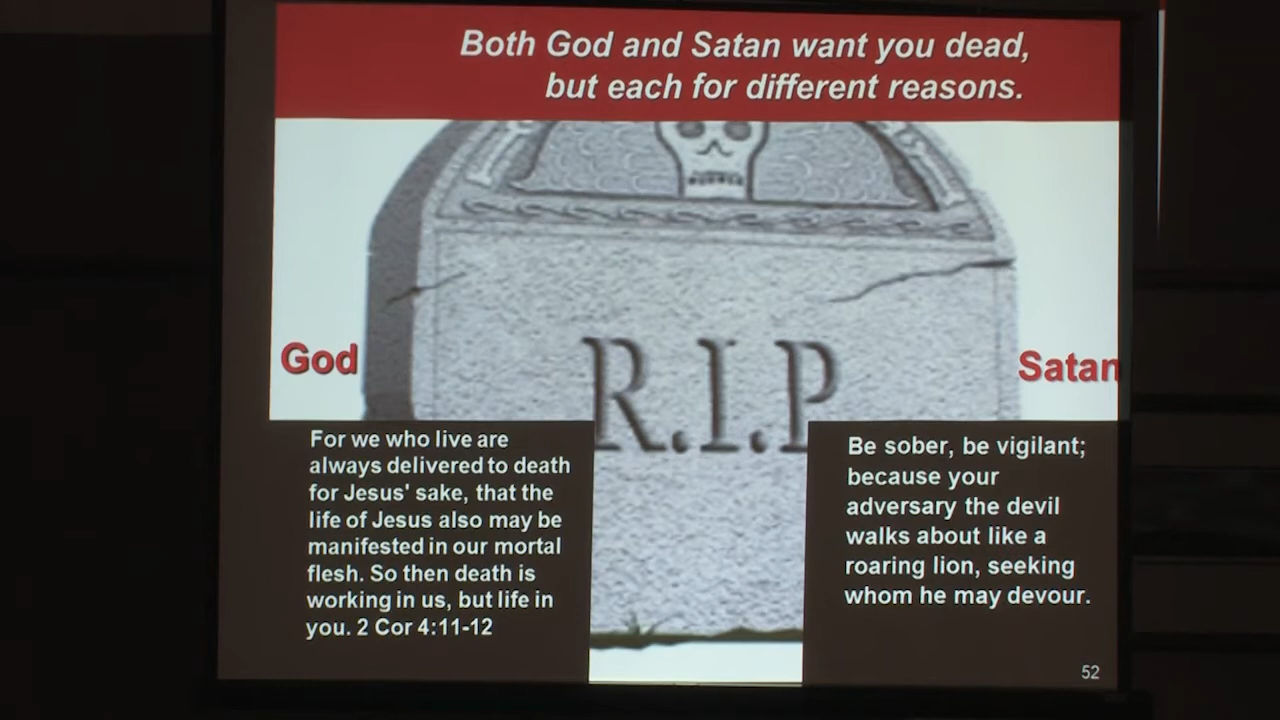 Both God and Satan want you dead,
but each for different reasons.
R.I.P
God
Satan
For we who live are
always delivered to death
for Jesus' sake, that the
life of Jesus also may be
manifested in our mortal
flesh. So then death is
working in us, but life in
you. 2 Cor 4:11-12
Be sober, be vigilant;
because your
adversary the devil
walks about like a
roaring lion, seeking
whom he may devour.
52